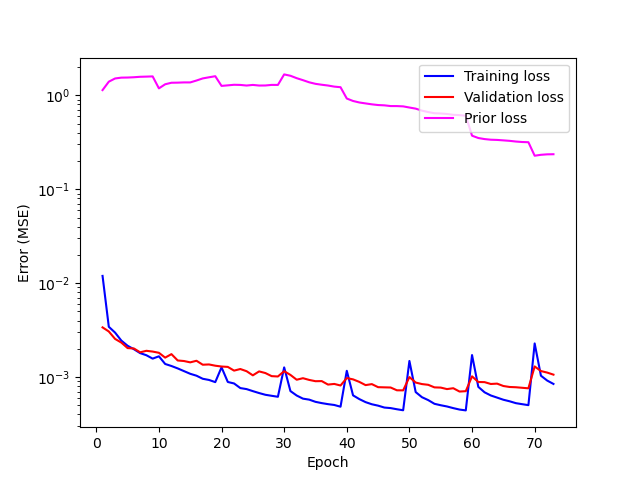 Training loss
Validation loss
Prior loss
10⁰
10⁻¹
10⁻²
10⁻³
Error (MSE)
0 10 20 30 40 50 60 70
Epoch